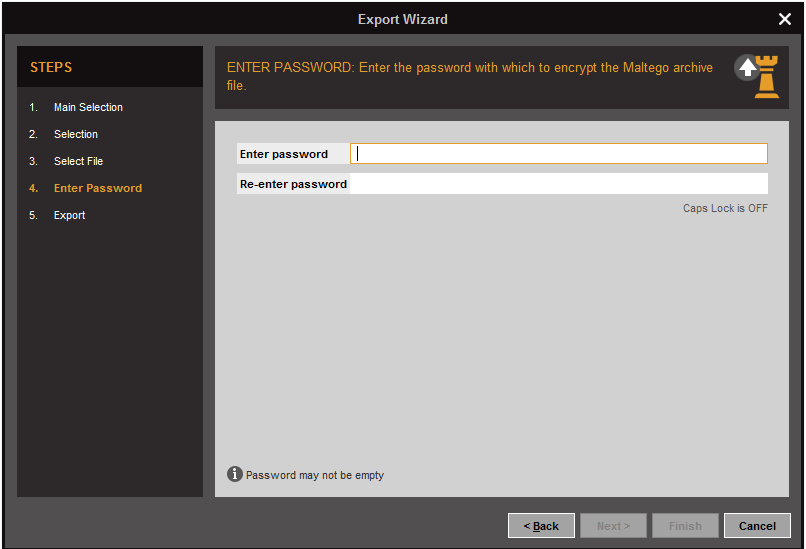 Export Wizard
STEPS
1. Main Selection
2. Selection
3. Select File
4. Enter Password
5. Export
ENTER PASSWORD: Enter the password with which to encrypt the Maltego archive
file.
Enter password
Re-enter password
Caps Lock is OFF
Password may not be empty
< Back Next > Finish Cancel